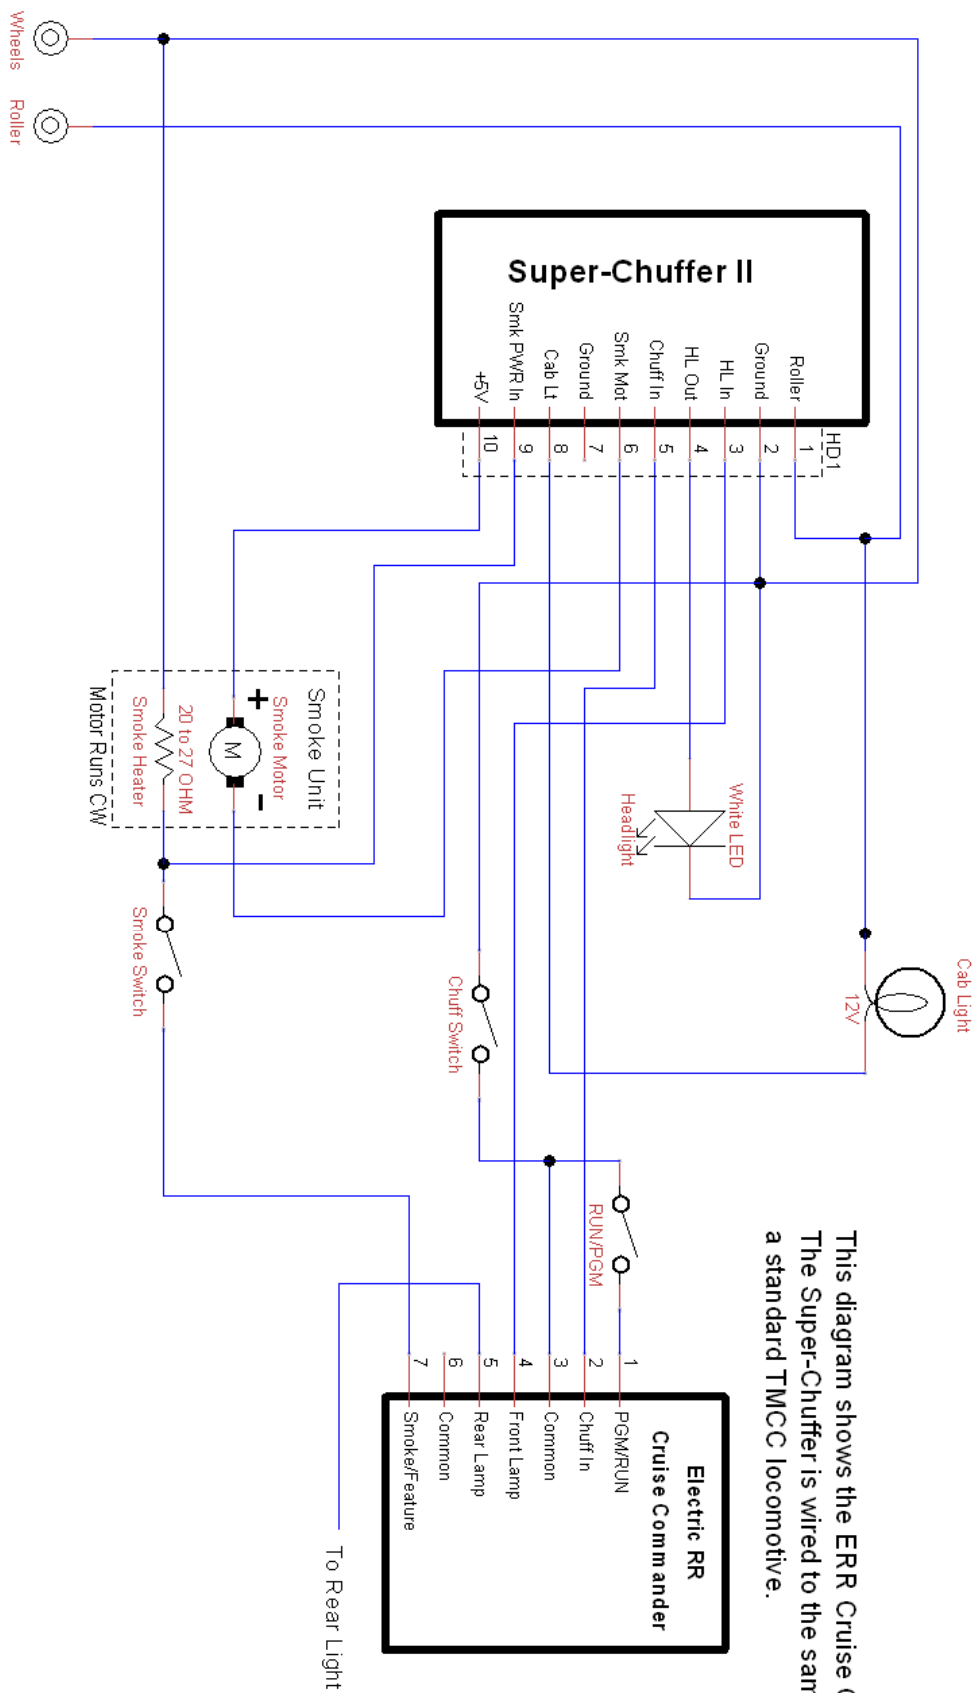 Wheels
Roller
Super-Chuffer II
Roller
Ground
HL In
HL Out
Chuff In
Smk Mot
Ground
Cab Lt
Smk PWR In
+5V
HD1
1
2
3
4
5
6
7
8
9
10
Smoke Unit
Smoke Motor
+
M
-
20 to 27 OHM
Smoke Heater
Motor Runs CW
White LED
Headlight
Cab Light
12V
Smoke Switch
Chuff Switch
RUN/PGM
1
2
3
4
5
6
7
PGM/RUN
Chuff In
Common
Front Lamp
Rear Lamp
Common
Smoke/Feature
Electric RR
Cruise Commander
To Rear Light
This diagram shows the ERR Cruise
The Super-Chuffer is wired to the
a standard TMCC locomotive.